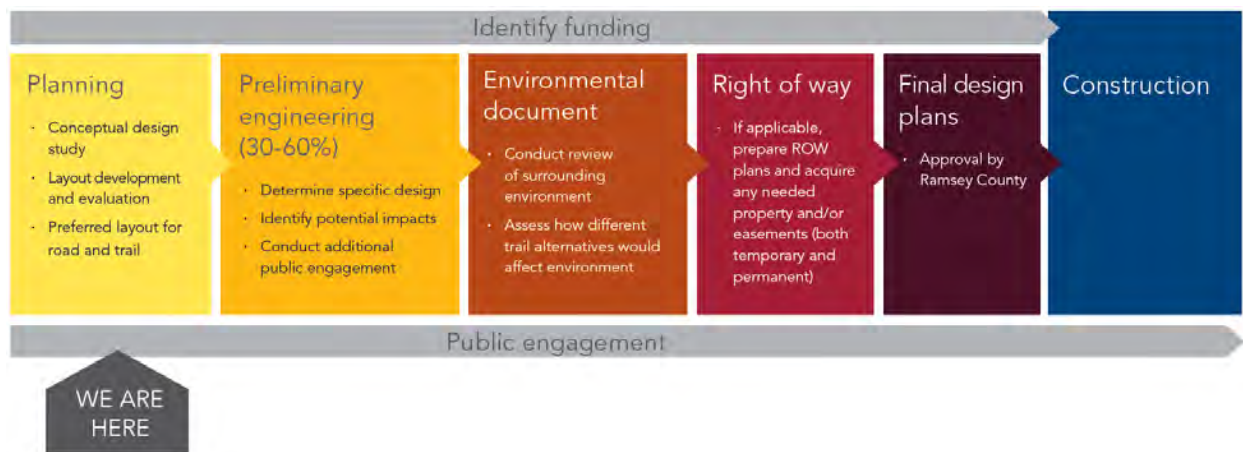 Identify funding
Planning
· Conceptual design
study
· Layout development
and evaluation
· Preferred layout for
road and trail
Preliminary
engineering
(30-60%)
· Determine specific design
· Identify potential impacts
· Conduct additional
public engagement
Environmental
document
· Conduct review
of surrounding
environment
· Assess how different
trail alternatives would
affect environment
Right of way
· If applicable,
prepare ROW
plans and acquire
any needed
property and/or
easements (both
temporary and
permanent)
Final design
plans
· Approval by
Ramsey County
Construction
Public engagement
WE ARE
HERE